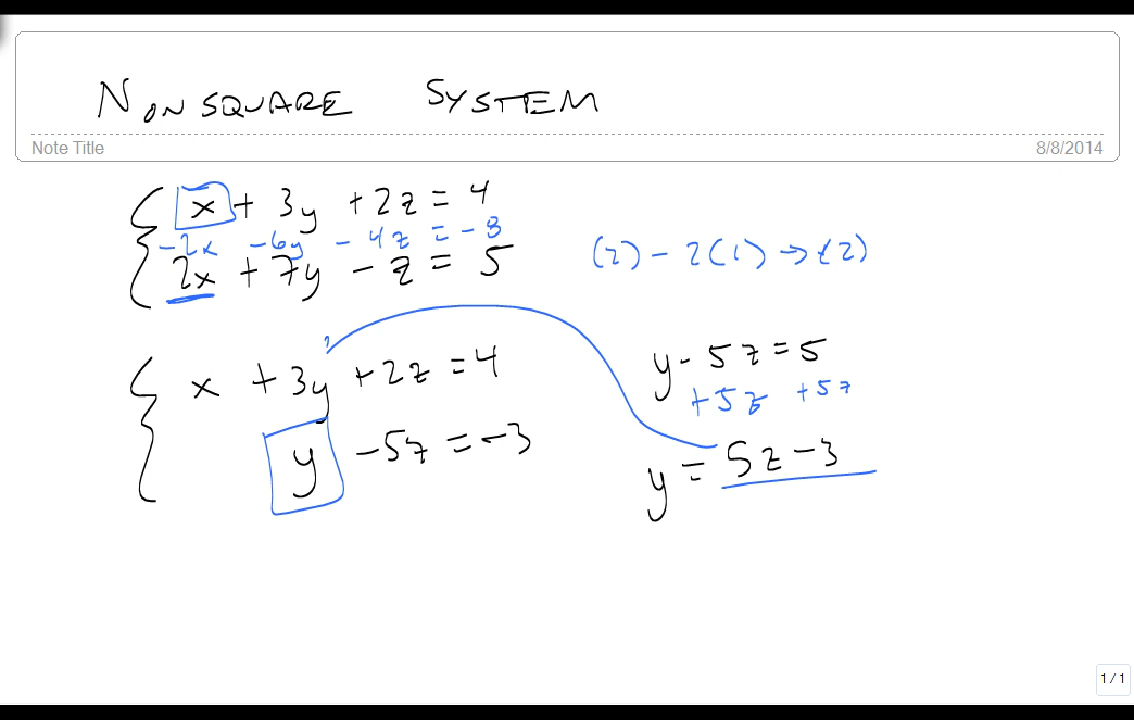 NONSQUARE SYSTEM
Note Title
8/8/2014
x + 3y + 2z = 4
-2x -6y - 4z = -8
2x + 7y - z = 5
(2) - 2(1) → (2)
x + 3y + 2z = 4
y - 5z = -3
y - 5z = 5
+5z +5z
y = 5z - 3
1/1